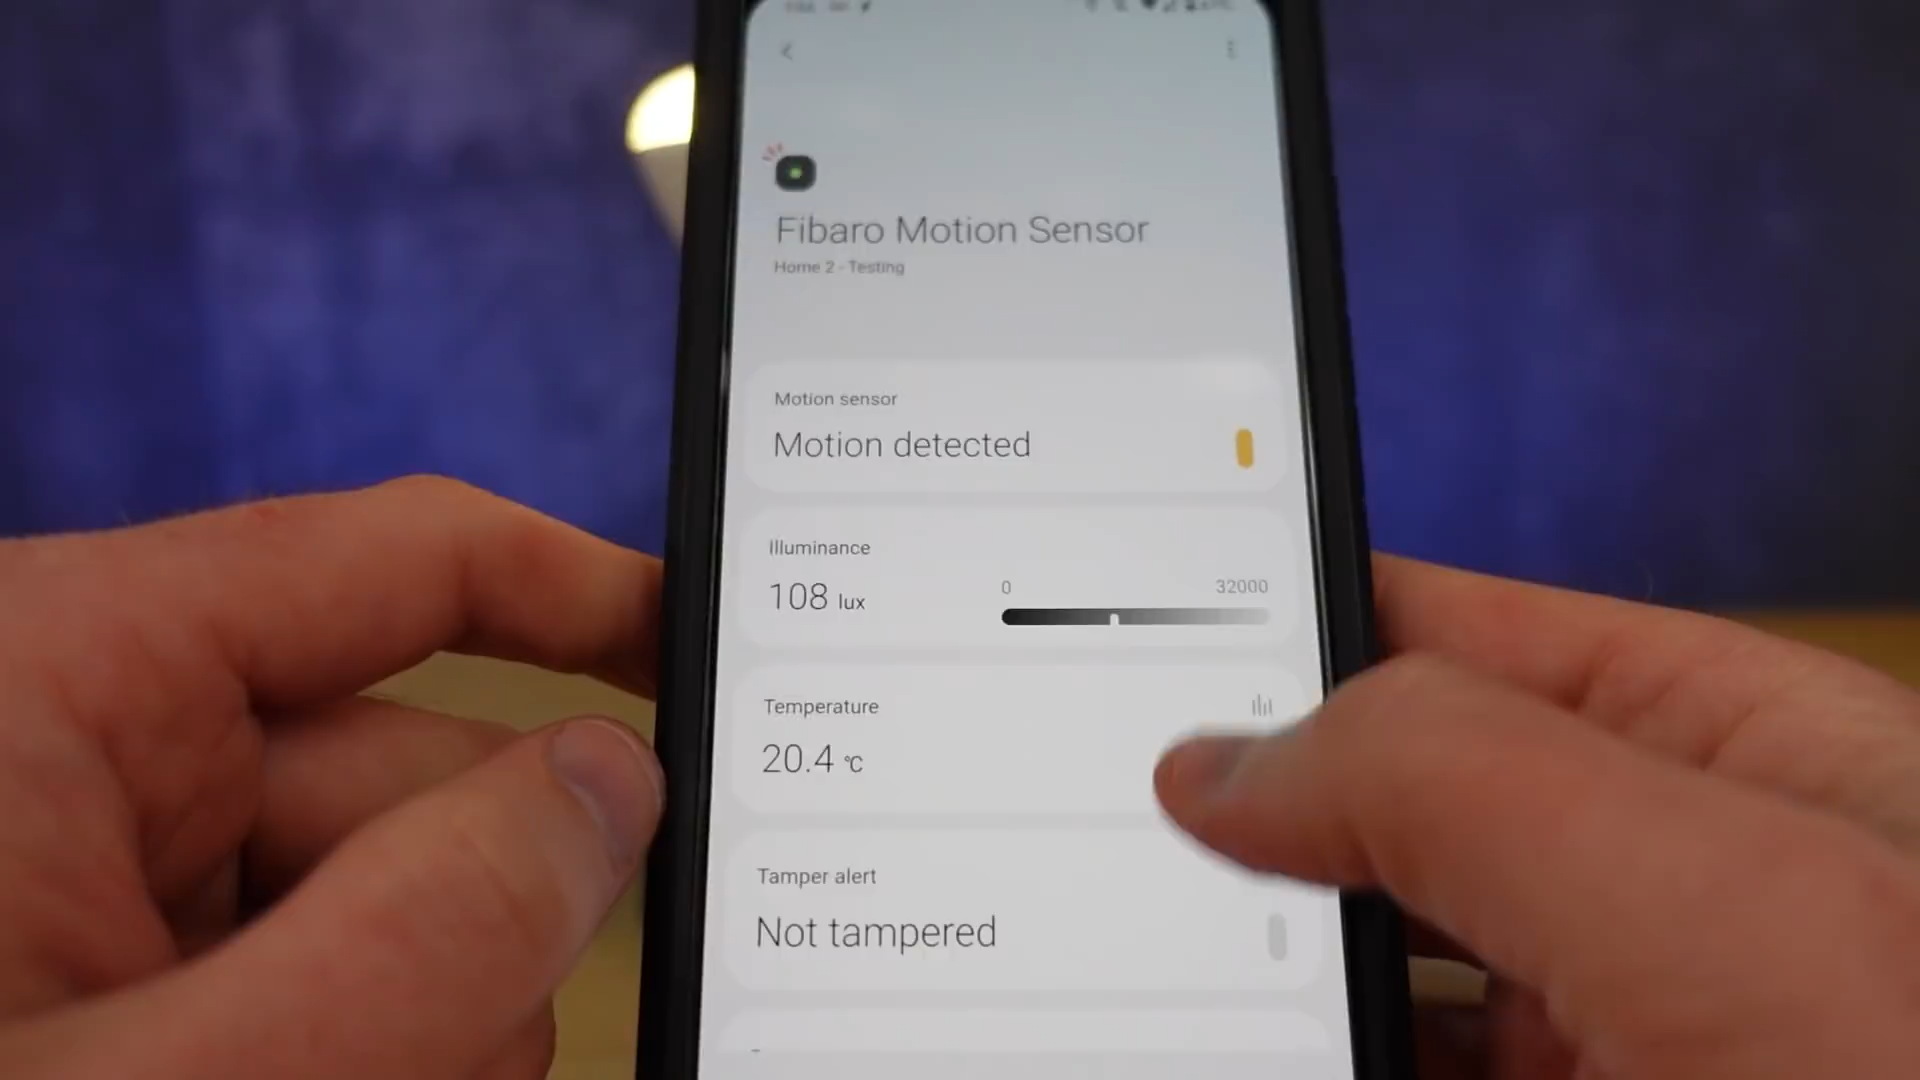 Fibaro Motion Sensor
Home 2 - Testing
Motion sensor
Motion detected
Illuminance
108 lux
0
32000
Temperature
20.4 °C
Tamper alert
Not tampered